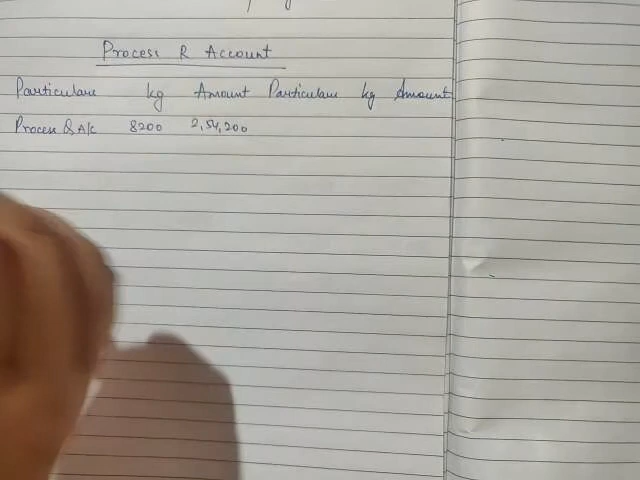 Process R Account
Particulars kg Amount Particulars kg Amount
Process Q A/c 8200 2,54,200